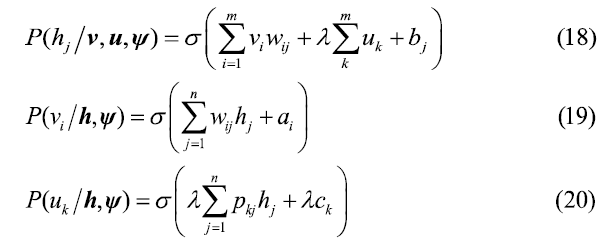 P(h_j/v,u,ψ) = σ(∑_{i=1}^{m} v_i w_{ij} + λ∑_{k}^{m} u_k + b_j) (18)
P(v_i/h,ψ) = σ(∑_{j=1}^{n} w_{ij} h_j + a_i) (19)
P(u_k/h,ψ) = σ(λ∑_{j=1}^{n} p_{kj} h_j + λc_k) (20)